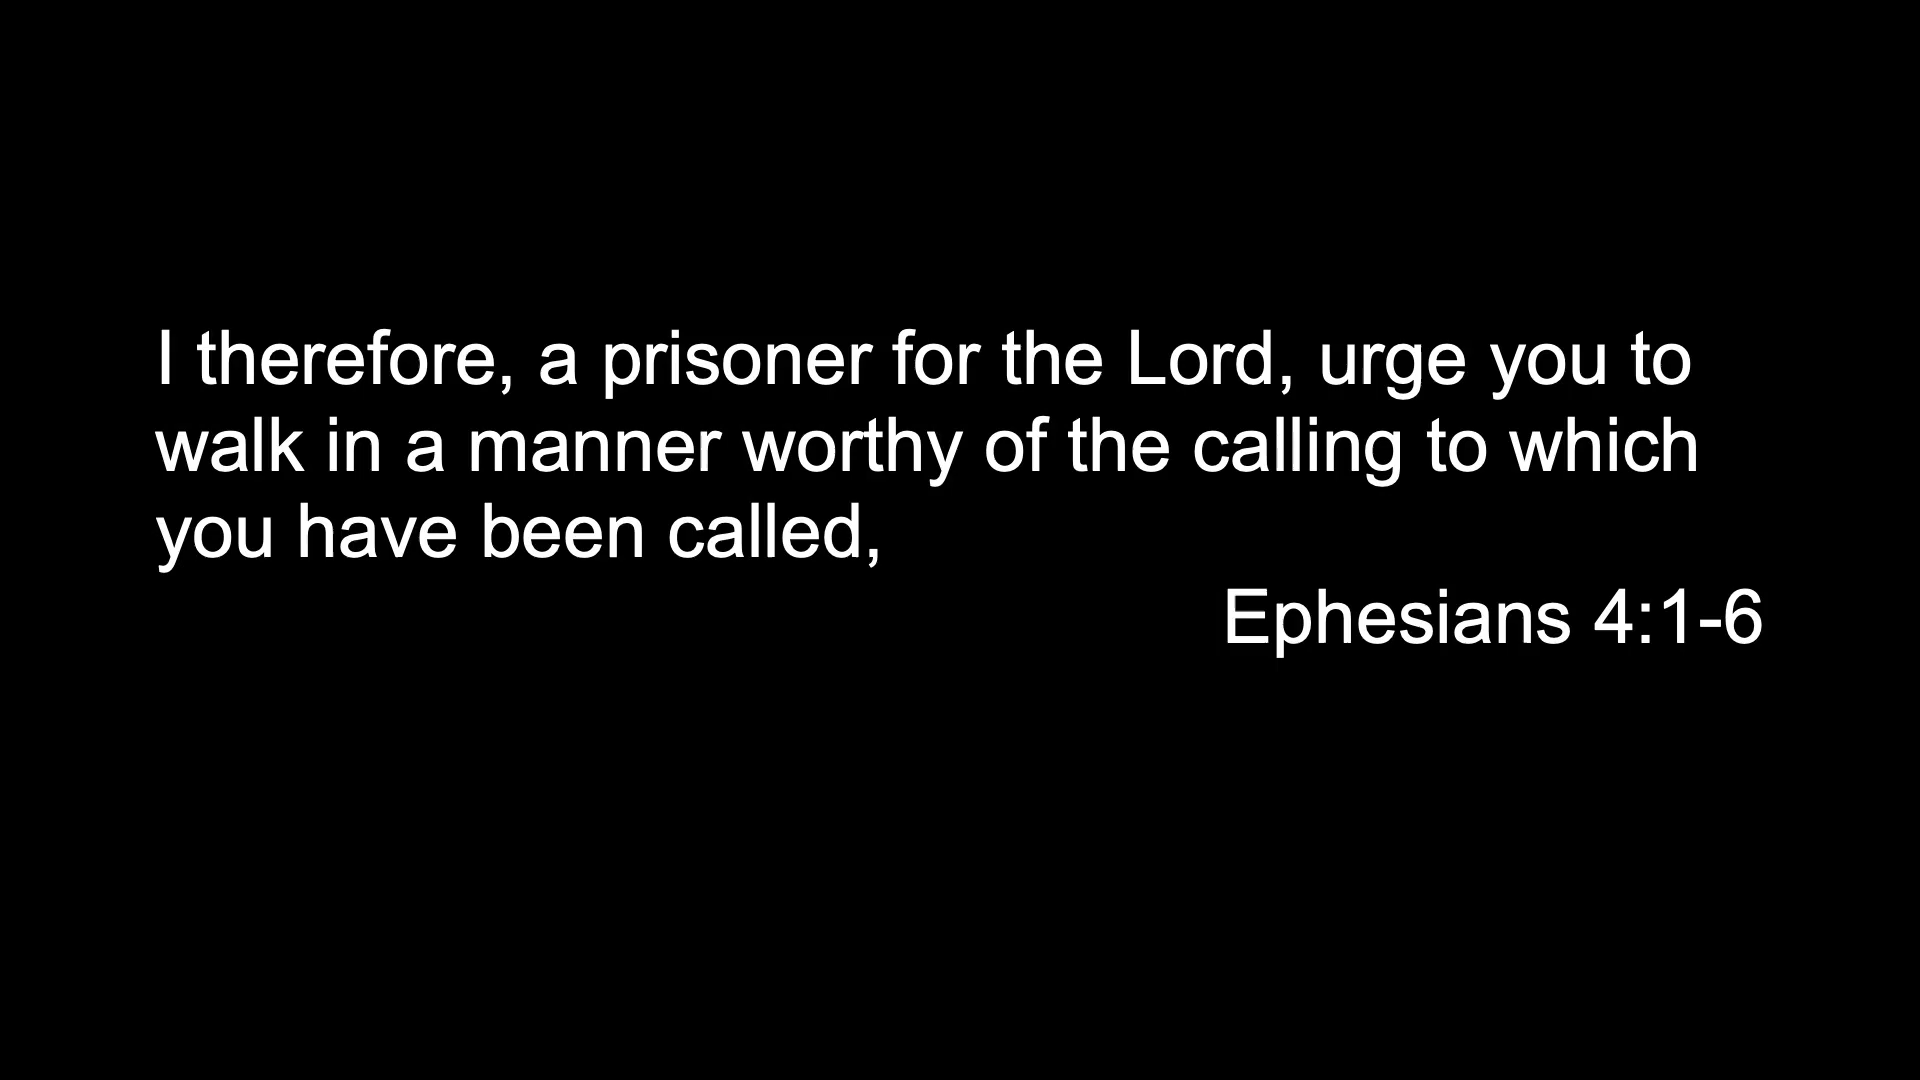 I therefore, a prisoner for the Lord, urge you to
walk in a manner worthy of the calling to which
you have been called,
Ephesians 4:1-6